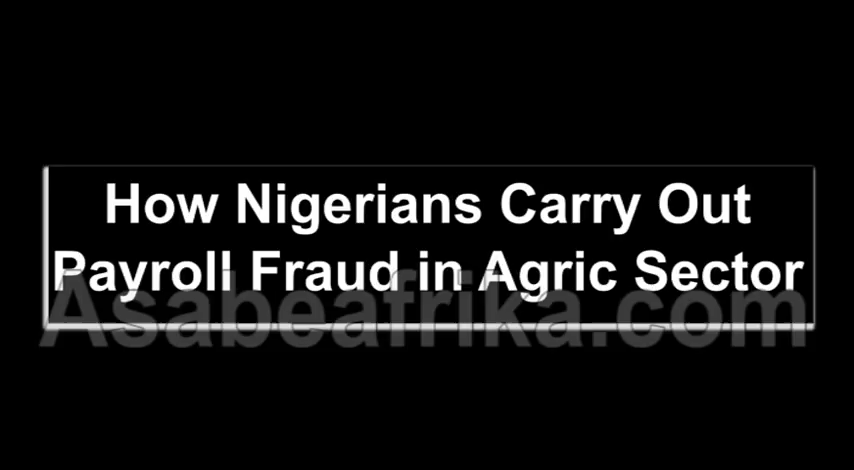 How Nigerians Carry Out
Payroll Fraud in Agric Sector
Asabeafrika.com